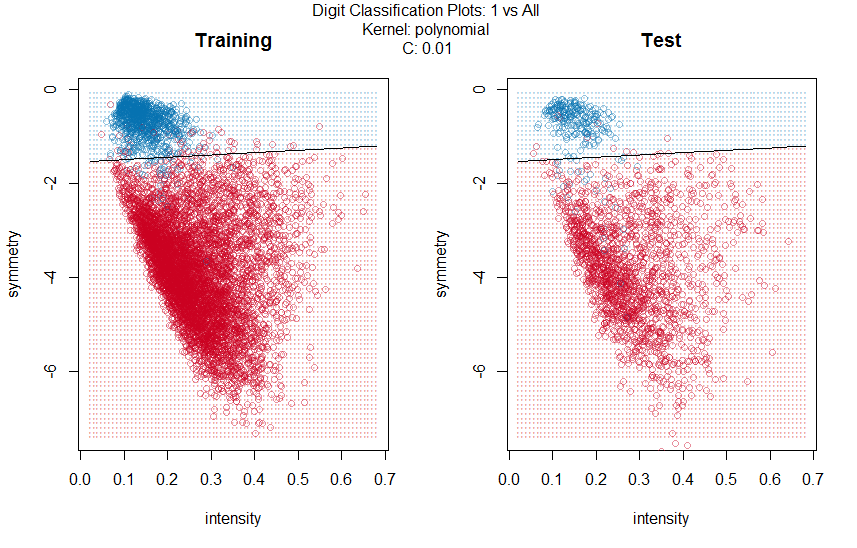 Digit Classification Plots: 1 vs All
Kernel: polynomial
C: 0.01
Training
symmetry
0
-2
-4
-6
0.0 0.1 0.2 0.3 0.4 0.5 0.6 0.7
intensity
Test
symmetry
0
-2
-4
-6
0.0 0.1 0.2 0.3 0.4 0.5 0.6 0.7
intensity